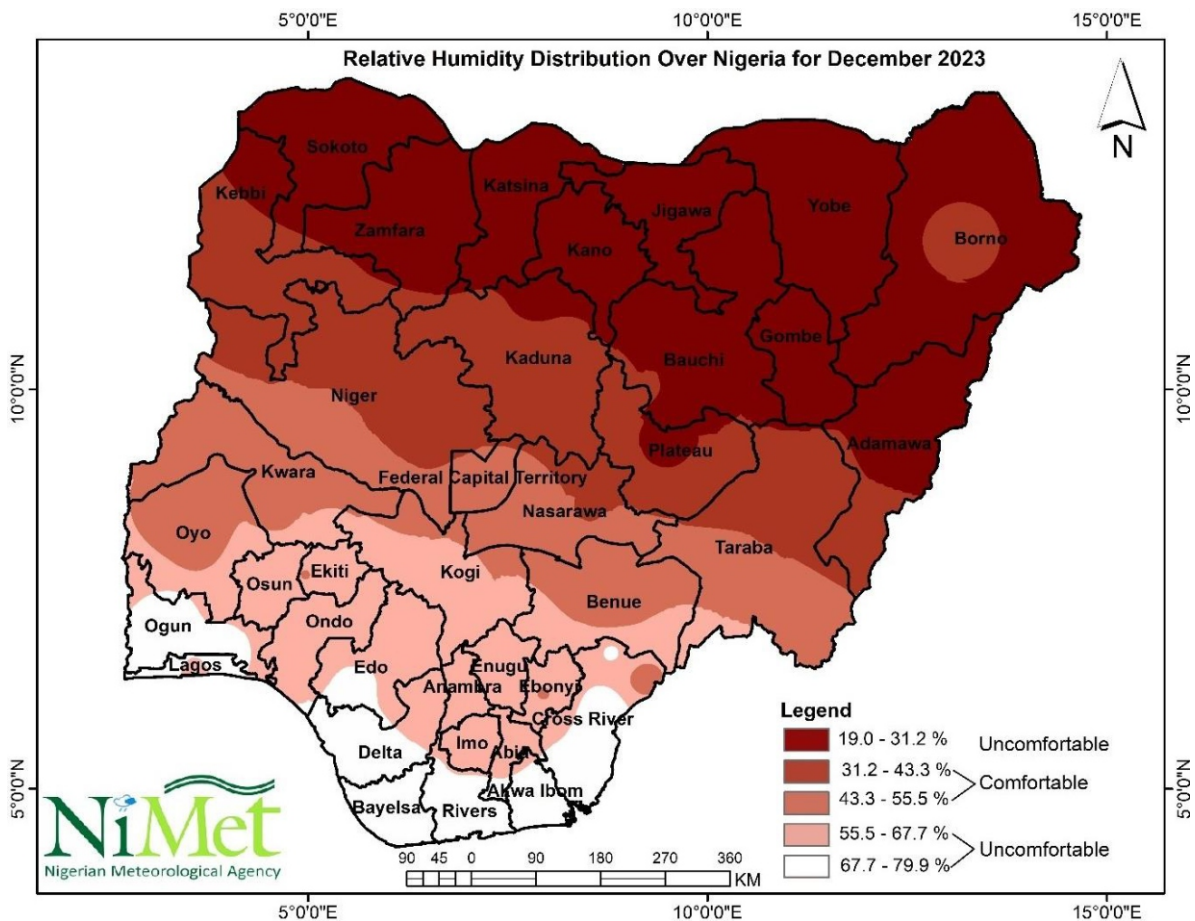 5°0'0"E 10°0'0"E 15°0'0"E
Relative Humidity Distribution Over Nigeria for December 2023
N
Sokoto
Kebbi
Katsina
Zamfara
Kano
Jigawa
Yobe
Borno
10°0'0"N
10°0'0"N
Kaduna
Bauchi
Gombe
Niger
Adamawa
Plateau
Kwara
Federal Capital Territory
Nasarawa
Oyo
Taraba
Kogi
Osun
Ekiti
Benue
Ogun
Ondo
Lagos
Edo
Enugu
Anambra
Ebonyi
Cross River
Delta
Imo
Abia
Akwa Ibom
Bayelsa
Rivers
5°0'0"N
5°0'0"N
Legend
19.0 - 31.2 % Uncomfortable
31.2 - 43.3 %
Comfortable
43.3 - 55.5 %
55.5 - 67.7 %
Uncomfortable
67.7 - 79.9 %
NiMet
Nigerian Meteorological Agency
90 45 0 90 180 270 360
KM
5°0'0"E 10°0'0"E 15°0'0"E